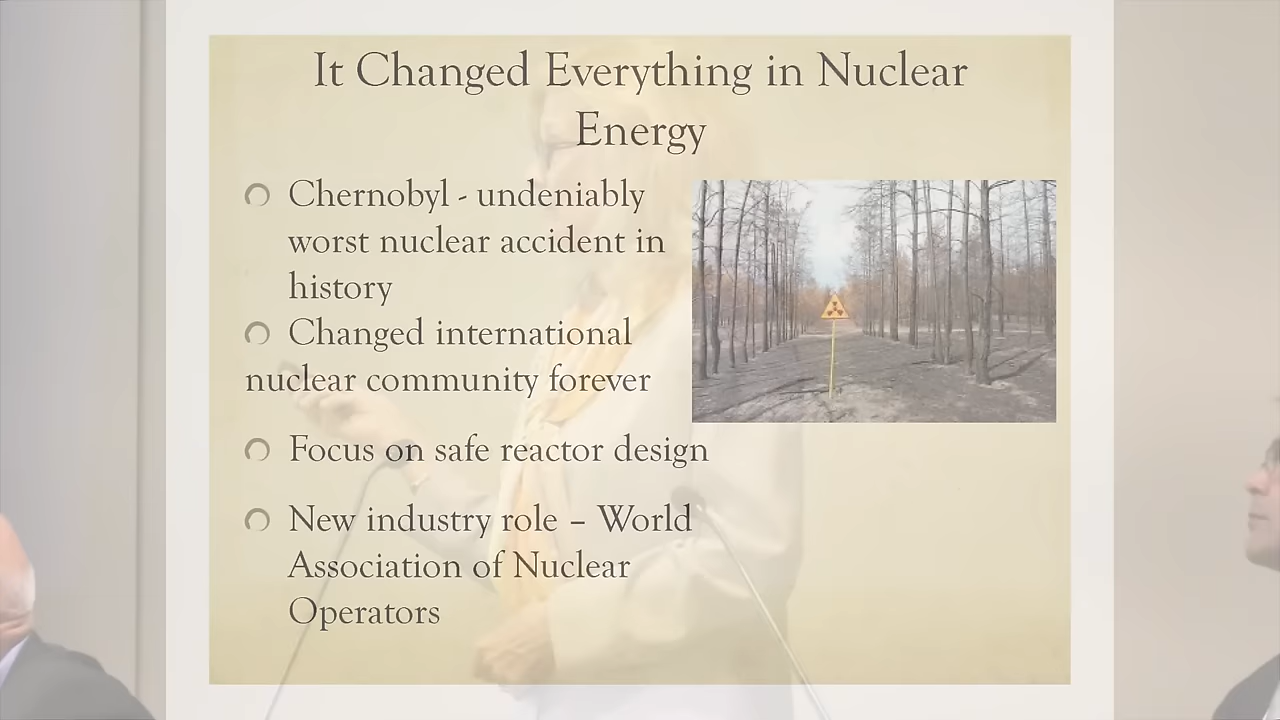 It Changed Everything in Nuclear
Energy
Chernobyl - undeniably
worst nuclear accident in
history
Changed international
nuclear community forever
Focus on safe reactor design
New industry role – World
Association of Nuclear
Operators